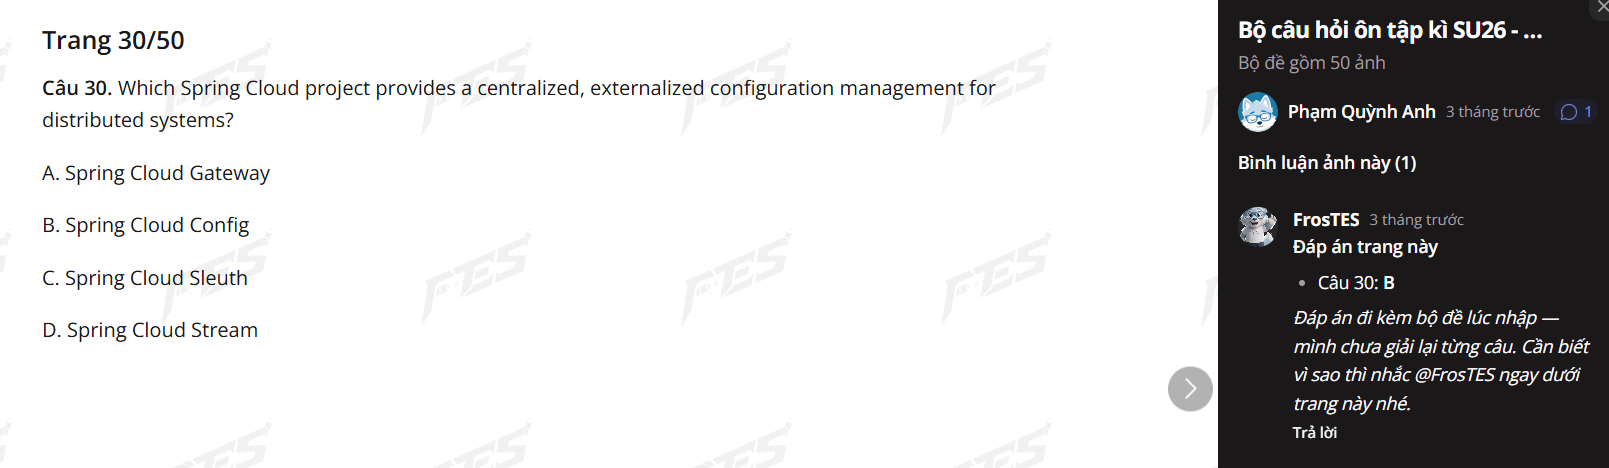 Trang 30/50
Câu 30. Which Spring Cloud project provides a centralized, externalized configuration management for
distributed systems?
A. Spring Cloud Gateway
B. Spring Cloud Config
C. Spring Cloud Sleuth
D. Spring Cloud Stream
Bộ câu hỏi ôn tập kì SU26 - ...
Bộ đề gồm 50 ảnh
Phạm Quỳnh Anh 3 tháng trước 1
Bình luận ảnh này (1)
FrosTES 3 tháng trước
Đáp án trang này
• Câu 30: B
Đáp án đi kèm bộ đề lúc nhập —
mình chưa giải lại từng câu. Cần biết
vì sao thì nhắc @FrosTES ngay dưới
trang này nhé.
Trả lời